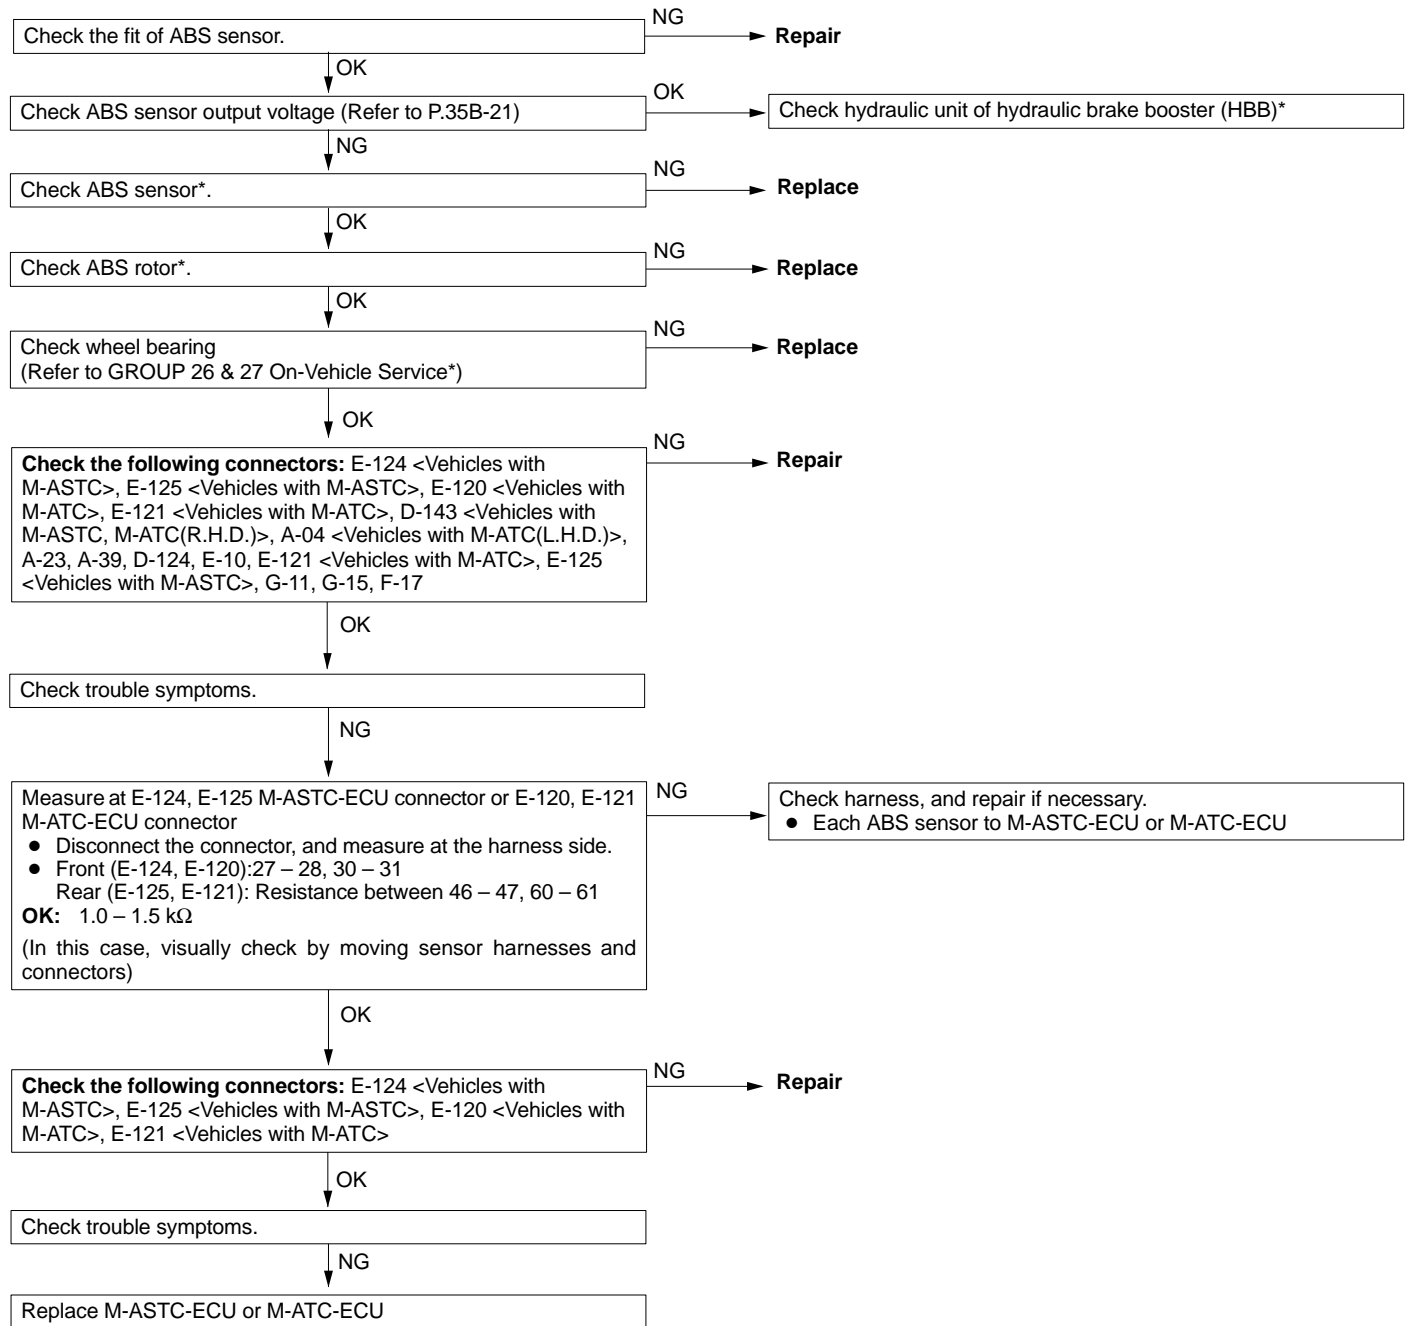 NG
Check the fit of ABS sensor.
Repair
OK
OK
Check ABS sensor output voltage (Refer to P.35B-21)
Check hydraulic unit of hydraulic brake booster (HBB)*
NG
NG
Check ABS sensor*.
Replace
OK
NG
Check ABS rotor*.
Replace
OK
NG
Check wheel bearing
Replace
(Refer to GROUP 26 & 27 On-Vehicle Service*)
OK
NG
Check the following connectors: E-124 <Vehicles with
Repair
M-ASTC>, E-125 <Vehicles with M-ASTC>, E-120 <Vehicles with
M-ATC>, E-121 <Vehicles with M-ATC>, D-143 <Vehicles with
M-ASTC, M-ATC(R.H.D.)>, A-04 <Vehicles with M-ATC(L.H.D.)>,
A-23, A-39, D-124, E-10, E-121 <Vehicles with M-ATC>, E-125
<Vehicles with M-ASTC>, G-11, G-15, F-17
OK
Check trouble symptoms.
NG
NG
Measure at E-124, E-125 M-ASTC-ECU connector or E-120, E-121
M-ATC-ECU connector
● Disconnect the connector, and measure at the harness side.
● Front (E-124, E-120):27 – 28, 30 – 31
Rear (E-125, E-121): Resistance between 46 – 47, 60 – 61
OK: 1.0 – 1.5 kΩ
(In this case, visually check by moving sensor harnesses and
connectors)
Check harness, and repair if necessary.
● Each ABS sensor to M-ASTC-ECU or M-ATC-ECU
OK
NG
Check the following connectors: E-124 <Vehicles with
Repair
M-ASTC>, E-125 <Vehicles with M-ASTC>, E-120 <Vehicles with
M-ATC>, E-121 <Vehicles with M-ATC>
OK
Check trouble symptoms.
NG
Replace M-ASTC-ECU or M-ATC-ECU